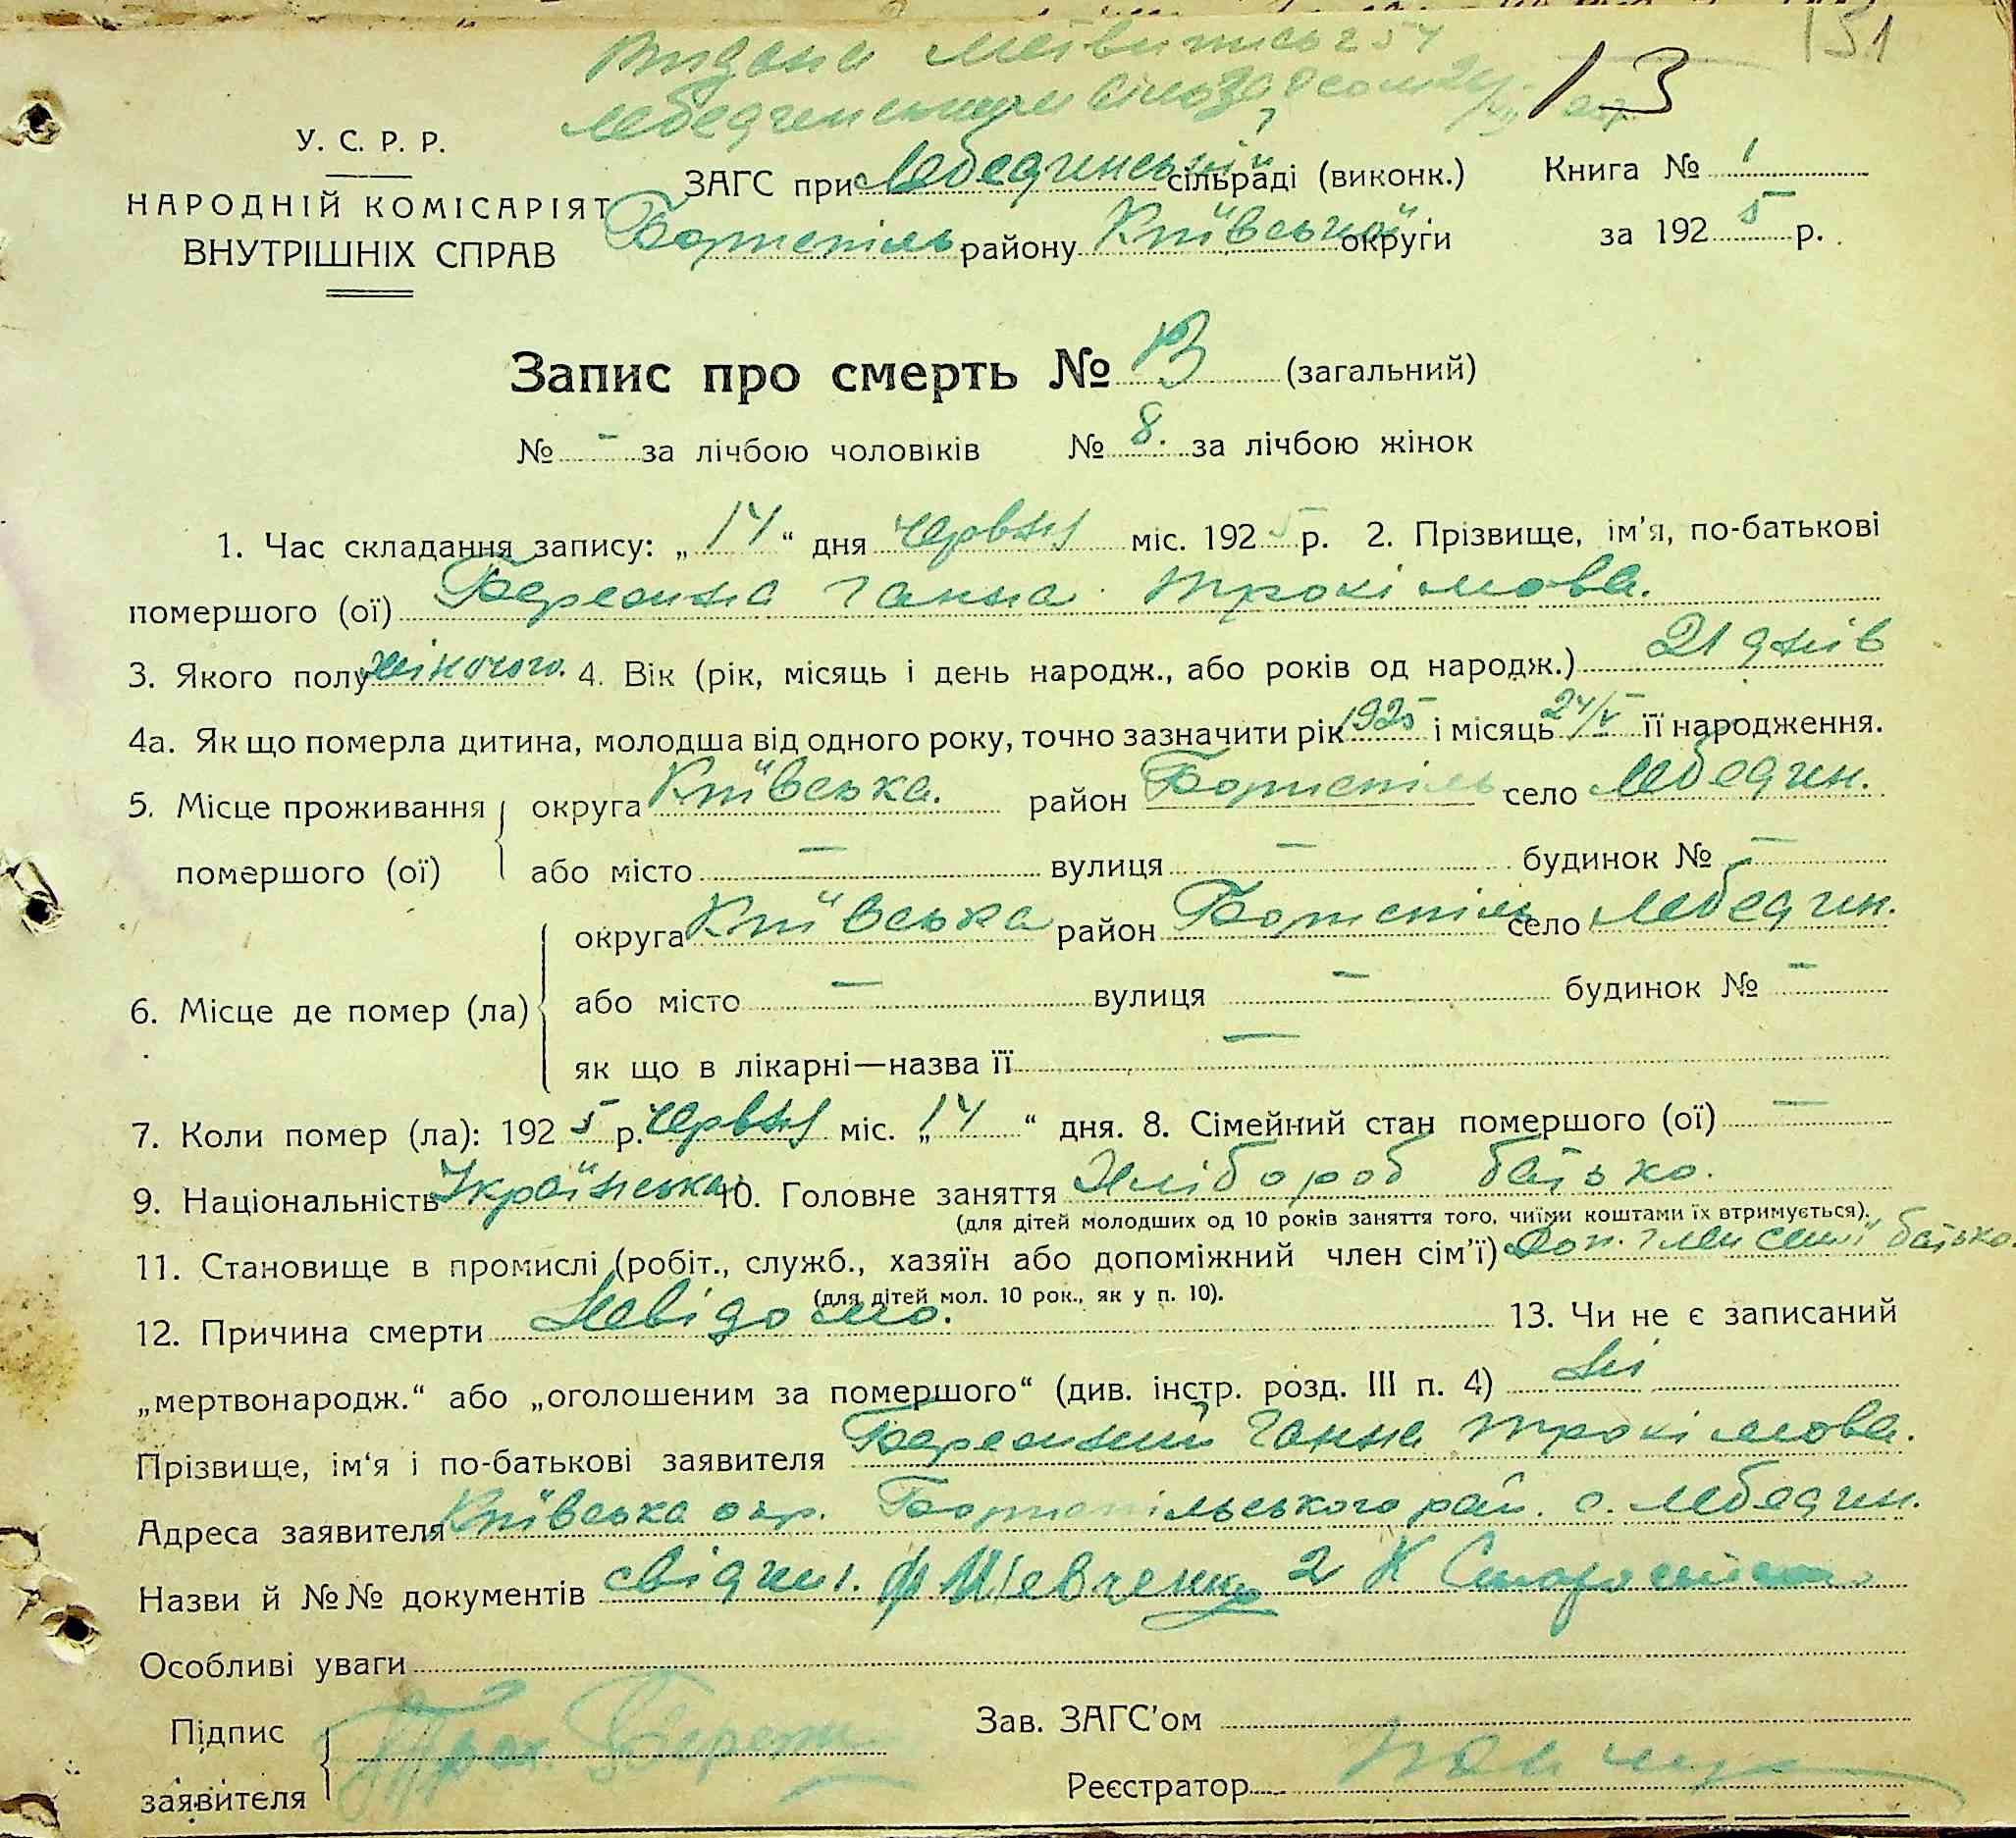 151
13
У. С. Р. Р.
НАРОДНІЙ КОМІСАРІЯТ
ВНУТРІШНІХ СПРАВ
ЗАГС при Лебединській сільраді (виконк.) Книга № 1
Бориспіль району Київської округи за 1925 р.
Запис про смерть № 13 (загальний)
№ - за лічбою чоловіків № 8. за лічбою жінок
1. Час складання запису: „14“ дня червня міс. 1925 р. 2. Прізвище, ім'я, по-батькові
помершого (ої) Ганна Трохімова.
3. Якого полу жіночого. 4. Вік (рік, місяць і день народж., або років од народж.) 21 днів
4а. Як що померла дитина, молодша від одного року, точно зазначити рік 1925 і місяць 24/V її народження.
5. Місце проживання помершого (ої) округа Київська. район Бориспіль село Лебедин.
або місто — вулиця — будинок № —
6. Місце де помер (ла) округа Київська район Бориспіль село Лебедин.
або місто — вулиця — будинок № —
як що в лікарні—назва її —
7. Коли помер (ла): 1925 р. червня міс. „14“ дня. 8. Сімейний стан помершого (ої) —
9. Національність Українська 10. Головне заняття Хлібороб батько.
(для дітей молодших од 10 років заняття того, чиїми коштами їх втримується).
11. Становище в промислі (робіт., служб., хазяїн або допоміжний член сім'ї) Доп. член сімї батько.
(для дітей мол. 10 рок., як у п. 10).
12. Причина смерти Невідомо. 13. Чи не є записаний
„мертвонародж.“ або „оголошеним за помершого“ (див. інстр. розд. III п. 4) Ні
Прізвище, ім'я і по-батькові заявителя Ганна Трохімова.
Адреса заявителя Київська окр. Бориспільського рай. с. Лебедин.
Назви й №№ документів Шевченко 2
Особливі уваги
Підпис заявителя
Зав. ЗАГС'ом
Реєстратор